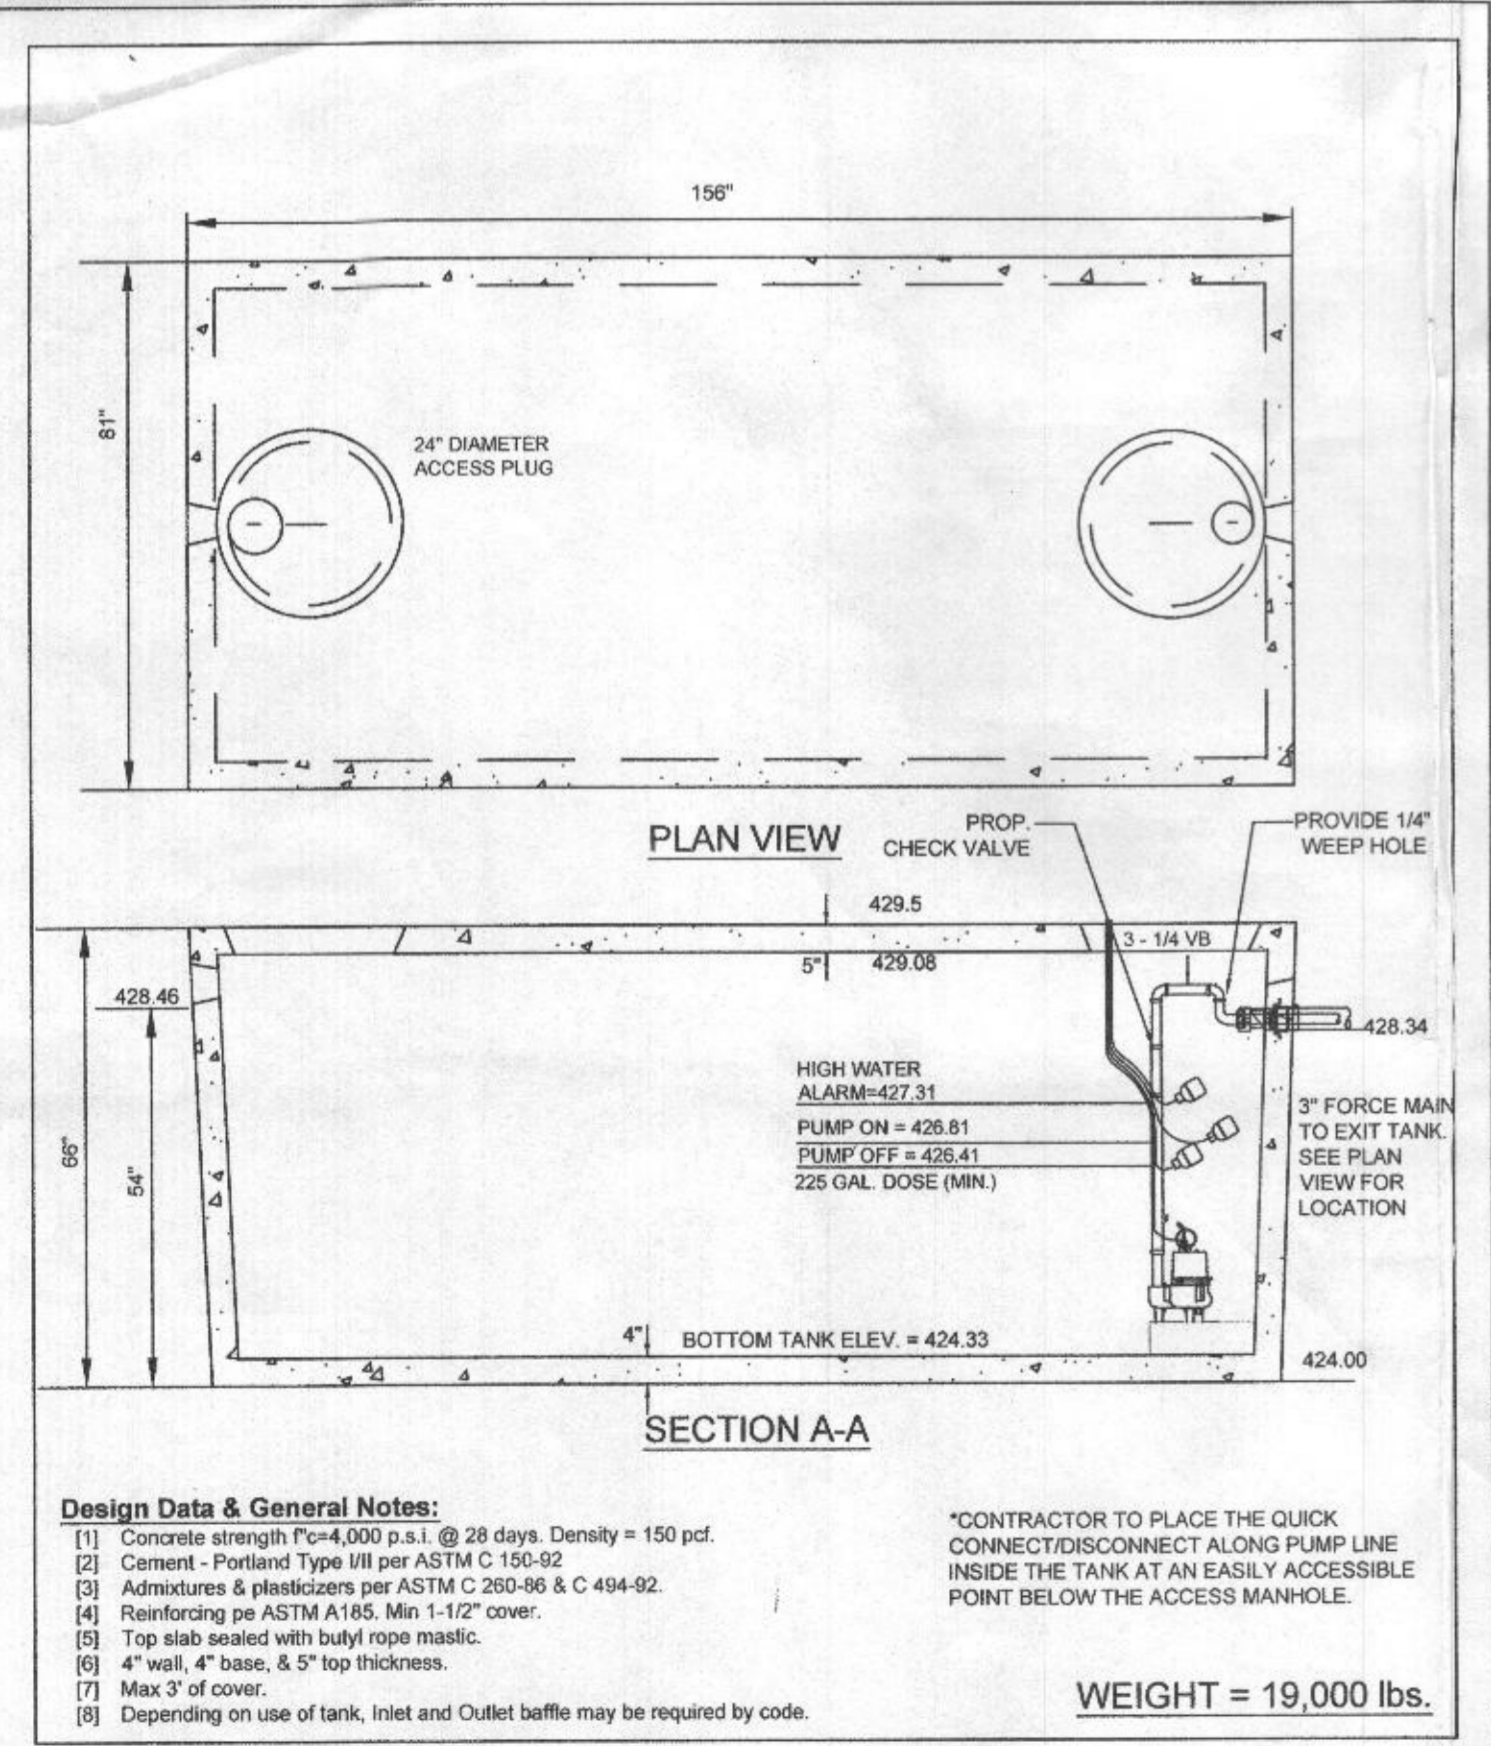 156"
81"
24" DIAMETER
ACCESS PLUG
PLAN VIEW
PROP.
CHECK VALVE
PROVIDE 1/4"
WEEP HOLE
429.5
3 - 1/4 VB
5"
429.08
428.46
428.34
HIGH WATER
ALARM=427.31
PUMP ON = 426.81
PUMP OFF = 426.41
225 GAL. DOSE (MIN.)
3" FORCE MAIN
TO EXIT TANK.
SEE PLAN
VIEW FOR
LOCATION
66"
54"
4"
BOTTOM TANK ELEV. = 424.33
424.00
SECTION A-A
Design Data & General Notes:
[1] Concrete strength f"c=4,000 p.s.i. @ 28 days. Density = 150 pcf.
[2] Cement - Portland Type I/II per ASTM C 150-92
[3] Admixtures & plasticizers per ASTM C 260-86 & C 494-92.
[4] Reinforcing pe ASTM A185. Min 1-1/2" cover.
[5] Top slab sealed with butyl rope mastic.
[6] 4" wall, 4" base, & 5" top thickness.
[7] Max 3' of cover.
[8] Depending on use of tank, Inlet and Outlet baffle may be required by code.
*CONTRACTOR TO PLACE THE QUICK
CONNECT/DISCONNECT ALONG PUMP LINE
INSIDE THE TANK AT AN EASILY ACCESSIBLE
POINT BELOW THE ACCESS MANHOLE.
WEIGHT = 19,000 lbs.